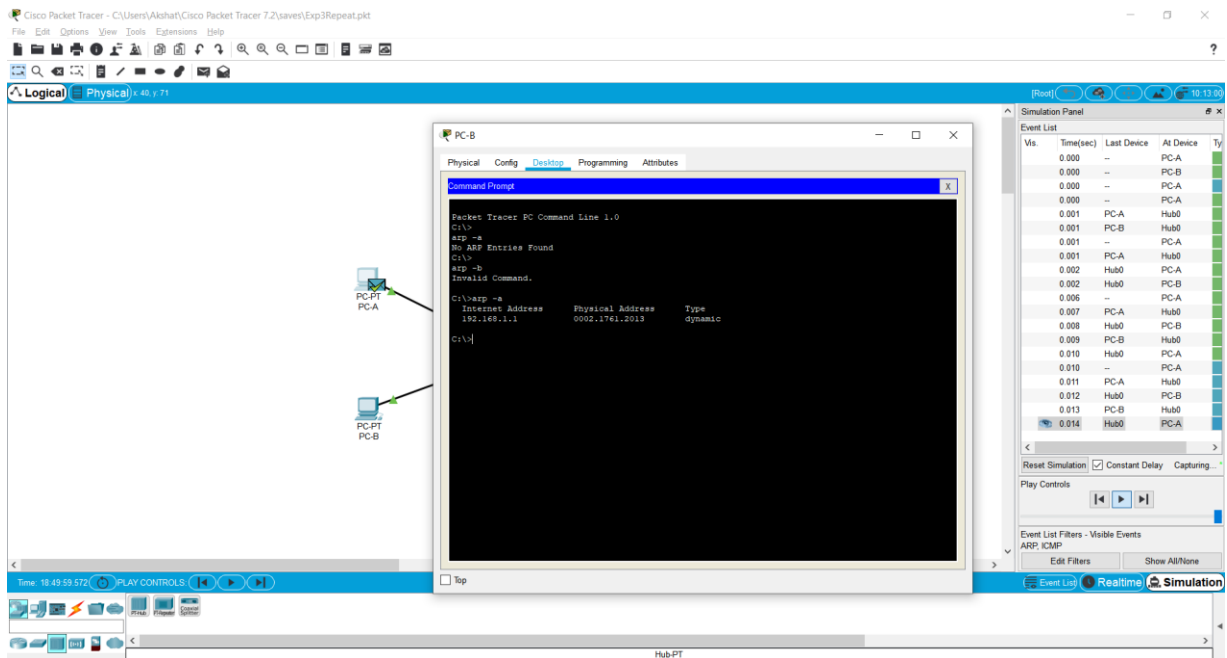 Cisco Packet Tracer - C:\Users\Akshat\Cisco Packet Tracer 7.2\saves\Exp3Repeat.pkt
File Edit Options View Tools Extensions Help
?
Logical Physical x: 40, y: 71 [Root] 10:13:00
PC-PT
PC-A
PC-PT
PC-B
PC-B
Physical Config Desktop Programming Attributes
Command Prompt X
Packet Tracer PC Command Line 1.0
C:\>
arp -a
No ARP Entries Found
C:\>
arp -b
Invalid Command.
C:\>arp -a
Internet Address Physical Address Type
192.168.1.1 0002.1761.2013 dynamic
C:\>
Top
Simulation Panel
Event List
Vis. Time(sec) Last Device At Device Ty
0.000 -- PC-A
0.000 -- PC-B
0.000 -- PC-A
0.000 -- PC-A
0.001 PC-A Hub0
0.001 PC-B Hub0
0.001 -- PC-A
0.001 PC-A Hub0
0.002 Hub0 PC-A
0.002 Hub0 PC-B
0.006 -- PC-A
0.007 PC-A Hub0
0.008 Hub0 PC-B
0.009 PC-B Hub0
0.010 Hub0 PC-A
0.010 -- PC-A
0.011 PC-A Hub0
0.012 Hub0 PC-B
0.013 PC-B Hub0
0.014 Hub0 PC-A
Reset Simulation Constant Delay Capturing...
Play Controls
Event List Filters - Visible Events
ARP, ICMP
Edit Filters Show All/None
Time: 18:49:59.572 PLAY CONTROLS: Event List Realtime Simulation
PT-Hub PT-Repeater Coaxial Splitter
Hub-PT